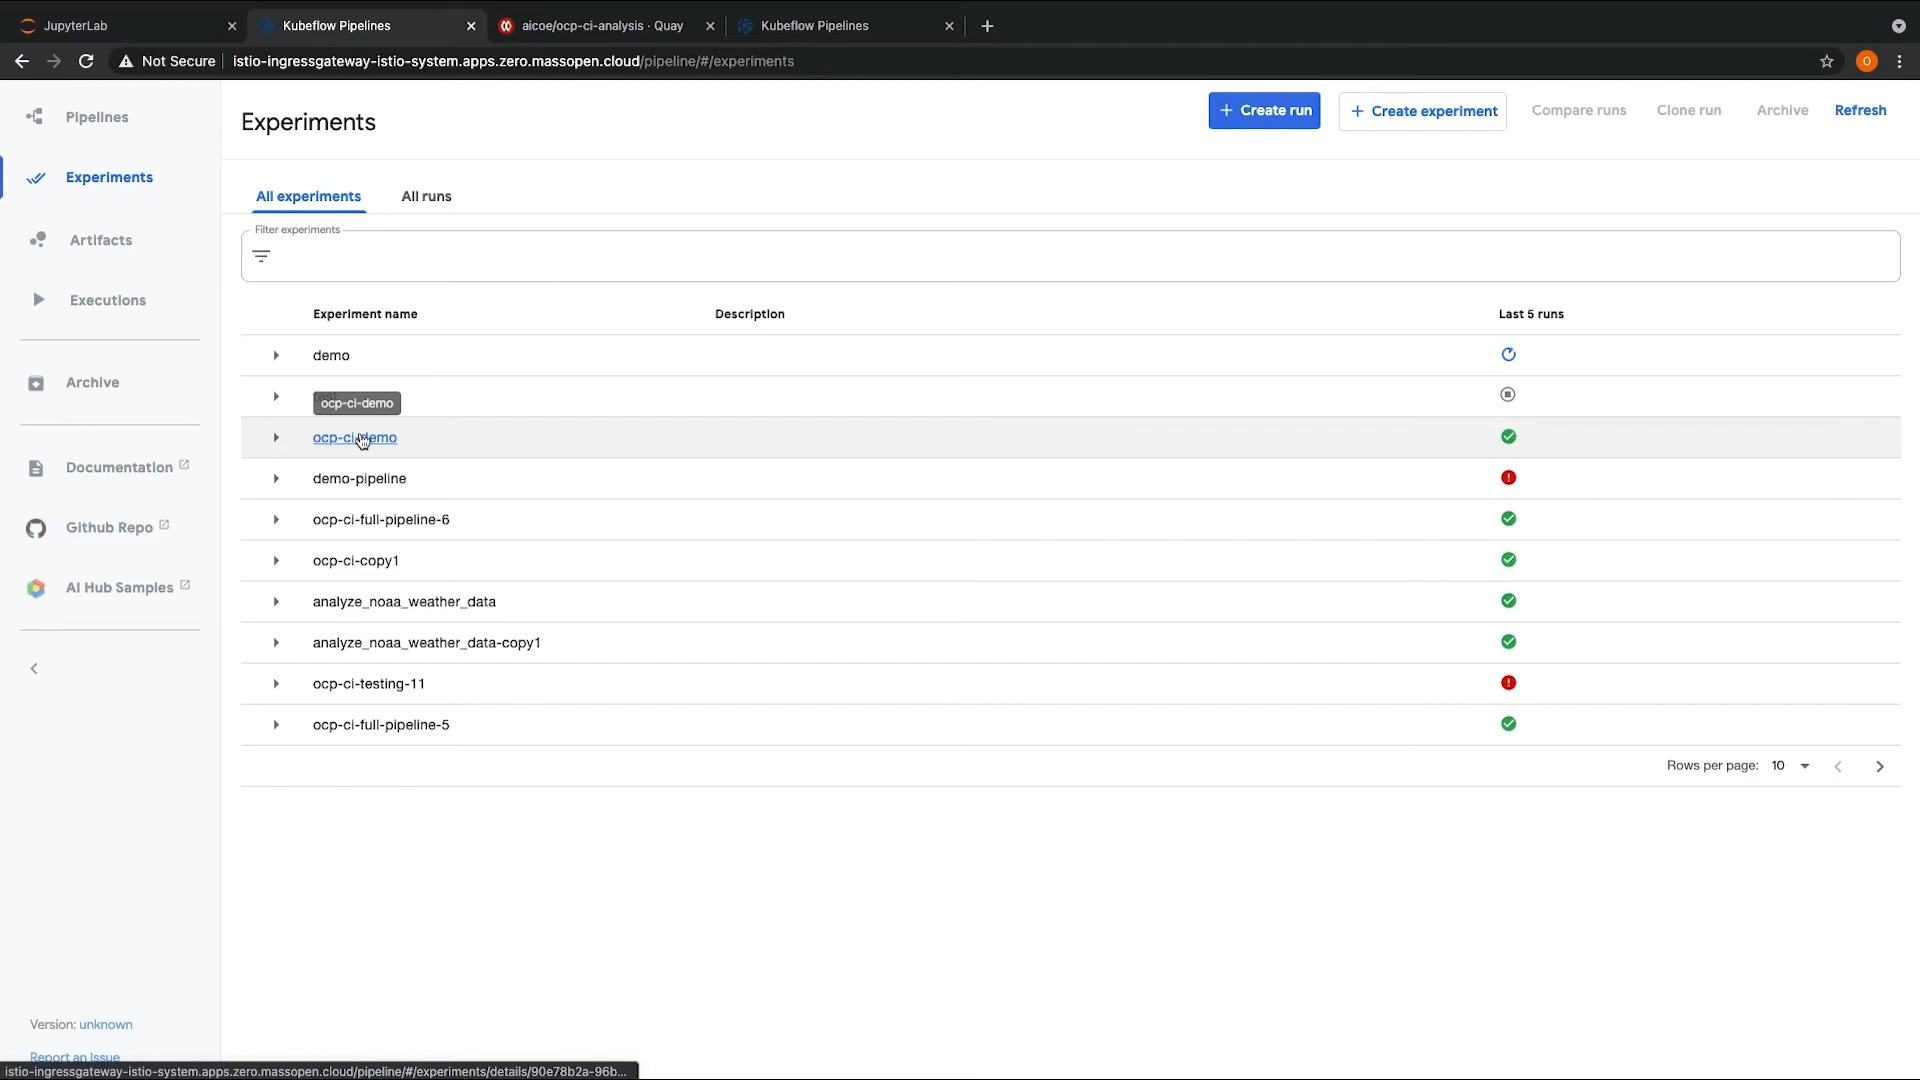 JupyterLab
Kubeflow Pipelines
aicoe/ocp-ci-analysis · Quay
Kubeflow Pipelines
Not Secure
istio-ingressgateway-istio-system.apps.zero.massopen.cloud/pipeline/#/experiments
O
Pipelines
Experiments
Artifacts
Executions
Archive
Documentation
Github Repo
AI Hub Samples
Version: unknown
Report an Issue
Experiments
+ Create run
+ Create experiment
Compare runs
Clone run
Archive
Refresh
All experiments
All runs
Filter experiments
Experiment name
Description
Last 5 runs
demo
ocp-ci-demo
ocp-ci-demo
demo-pipeline
ocp-ci-full-pipeline-6
ocp-ci-copy1
analyze_noaa_weather_data
analyze_noaa_weather_data-copy1
ocp-ci-testing-11
ocp-ci-full-pipeline-5
Rows per page: 10
istio-ingressgateway-istio-system.apps.zero.massopen.cloud/pipeline/#/experiments/details/90e78b2a-96b...